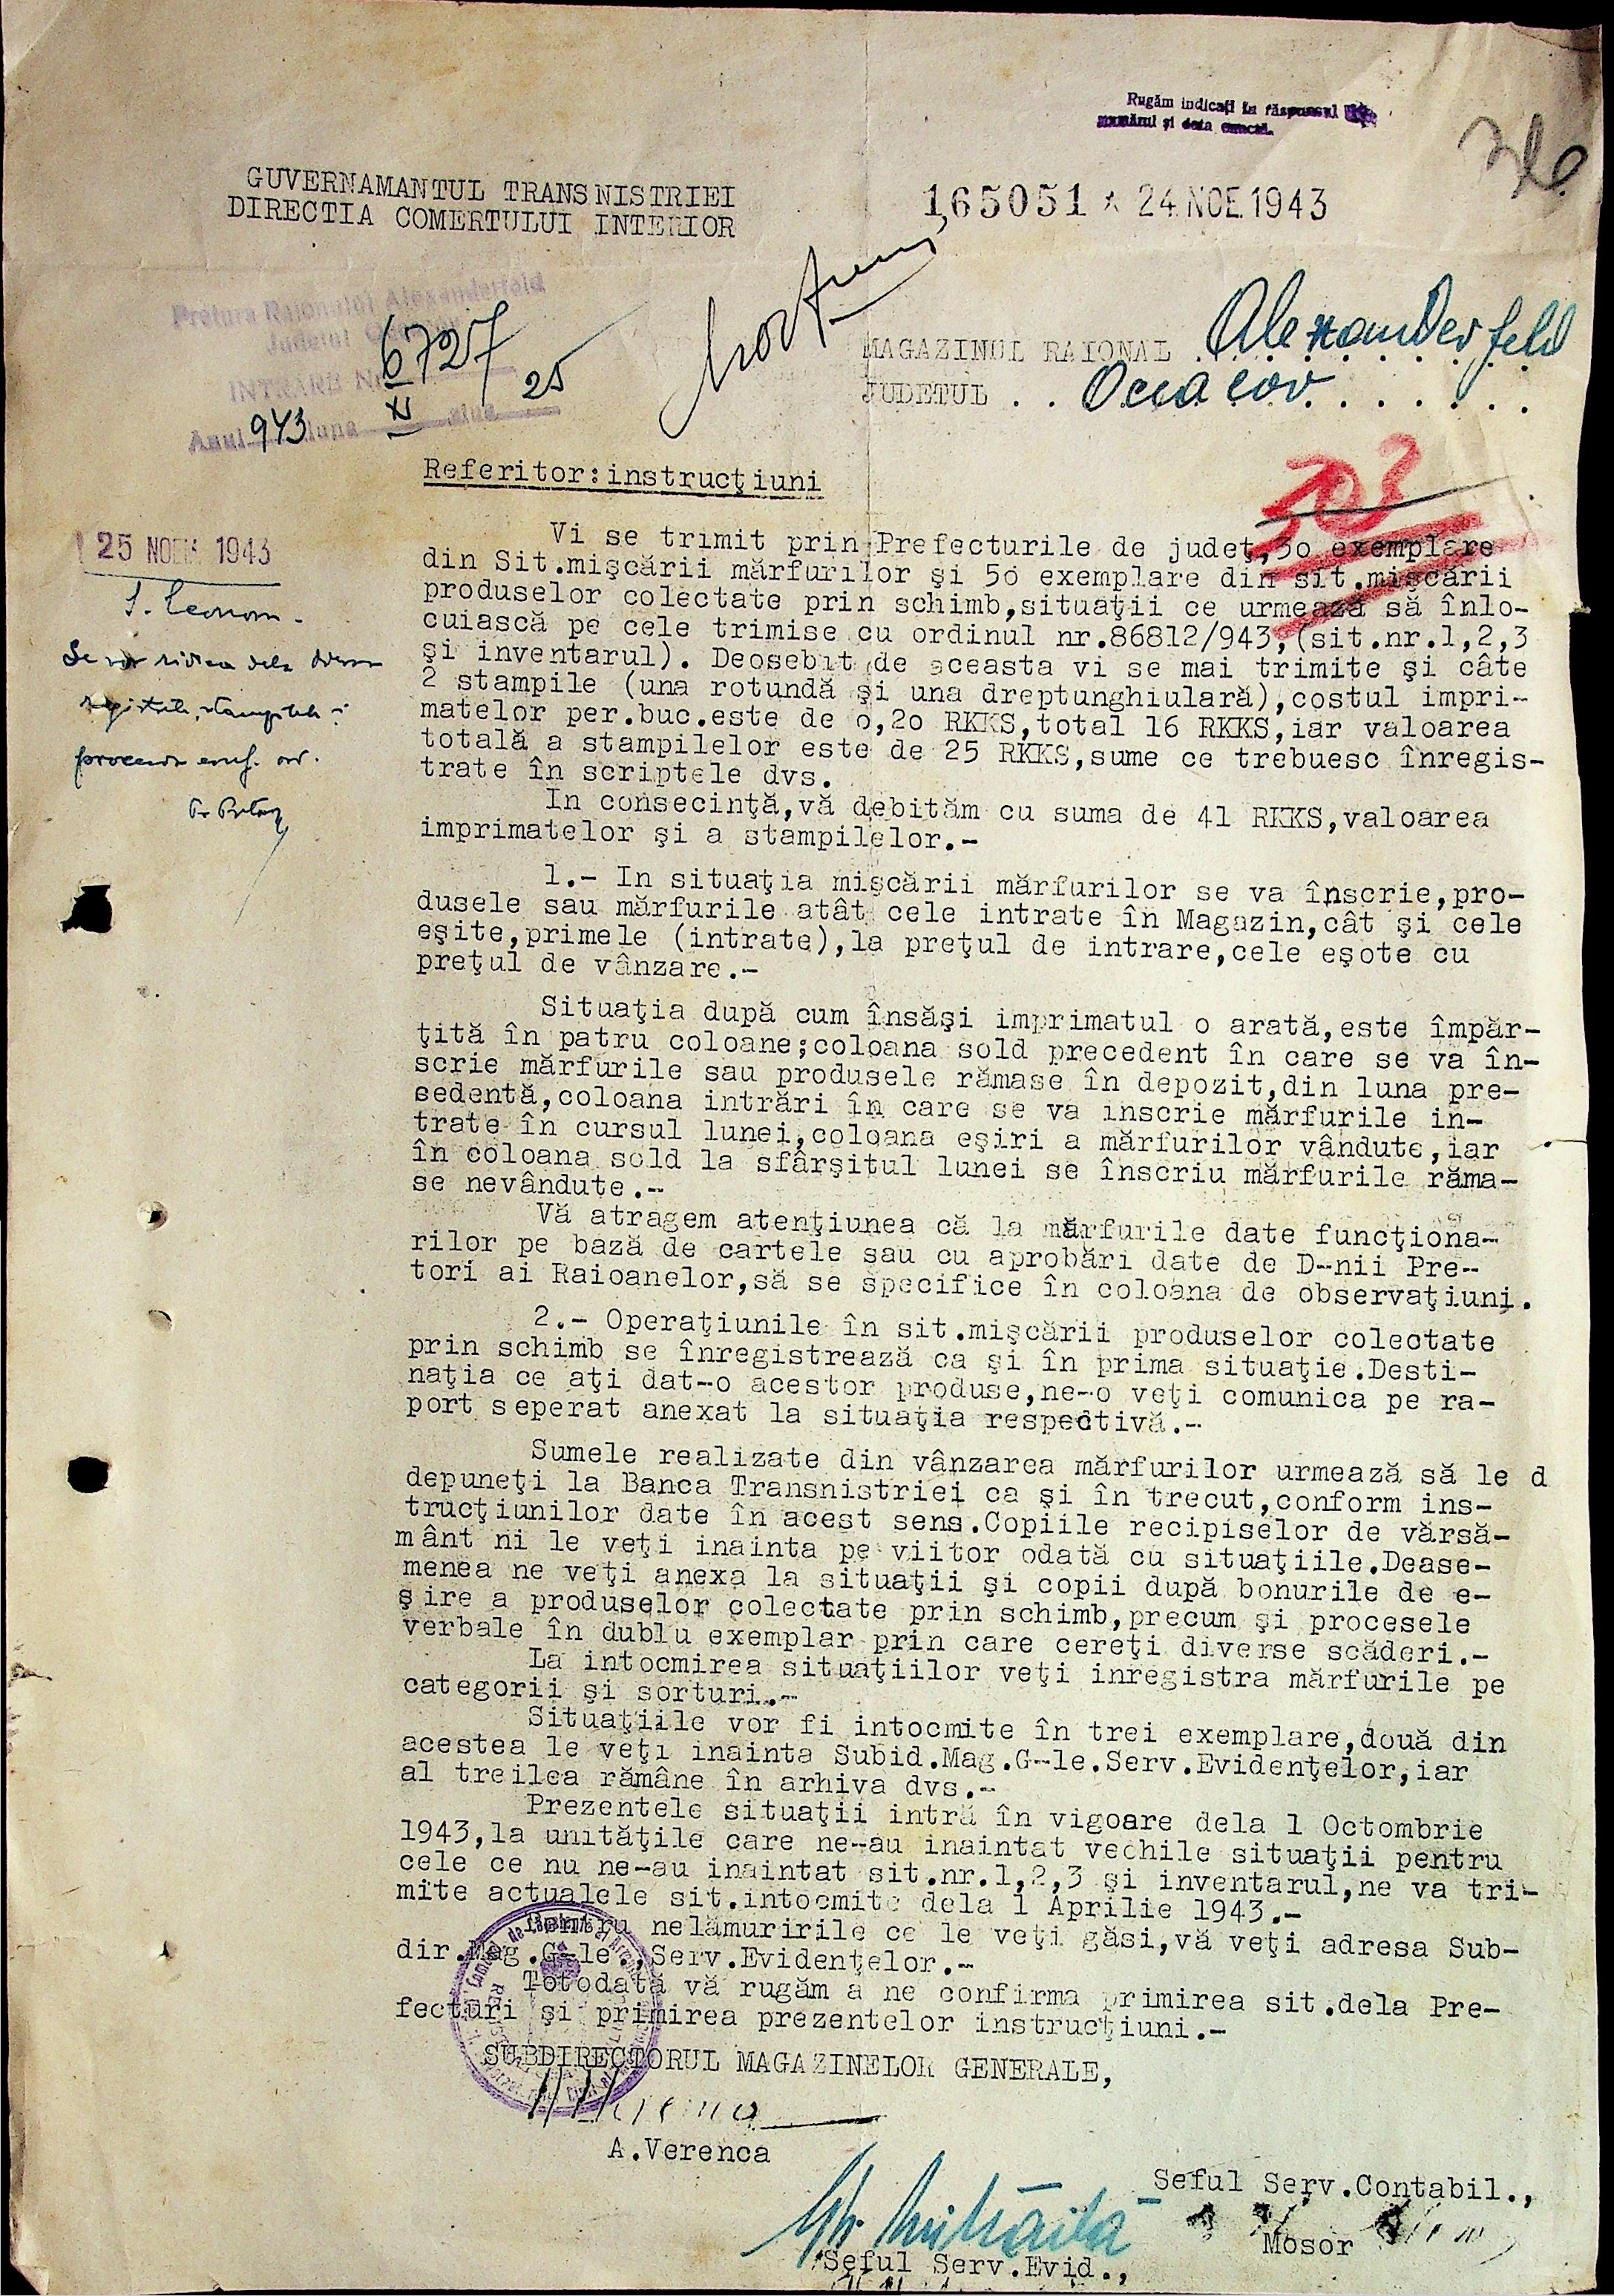 Rugăm indicați în răspunsul
numărul și data exactă.
GUVERNAMANTUL TRANSNISTRIEI
DIRECTIA COMERTULUI INTERIOR
165051 * 24 NOE. 1943
Pretura Raionului Alexanderfeld
Judetul
INTRARE Nr. 6727
Anul 943 luna XI ziua 25
MAGAZINUL RAIONAL . Alexanderfeld
JUDETUL . . Oceacov
Referitor:instrucţiuni
303
25 NOEM. 1943
Vi se trimit prin Prefecturile de judeţ,3o exemplare
din Sit.mişcării mărfurilor şi 5o exemplare din sit.mişcării
produselor colectate prin schimb,situaţii ce urmează să înlo-
cuiască pe cele trimise cu ordinul nr.86812/943,(sit.nr.1,2,3
şi inventarul). Deosebit de aceasta vi se mai trimite şi câte
2 stampile (una rotundă şi una dreptunghiulară),costul impri-
matelor per.buc.este de o,2o RKKS,total 16 RKKS,iar valoarea
totală a stampilelor este de 25 RKKS,sume ce trebuesc înregis-
trate în scriptele dvs.
In consecinţă,vă debităm cu suma de 41 RKKS,valoarea
imprimatelor şi a stampilelor.-
1.- In situaţia mişcării mărfurilor se va înscrie,pro-
dusele sau mărfurile atât cele intrate în Magazin,cât şi cele
eşite,primele (intrate),la preţul de intrare,cele eşote cu
preţul de vânzare.-
Situaţia după cum însăşi imprimatul o arată,este împăr-
ţită în patru coloane;coloana sold precedent în care se va în-
scrie mărfurile sau produsele rămase în depozit,din luna pre-
sedentă,coloana intrări în care se va inscrie mărfurile in-
trate în cursul lunei,coloana eşiri a mărfurilor vândute,iar
în coloana sold la sfârşitul lunei se înscriu mărfurile răma-
se nevândute.-
Vă atragem atenţiunea că la mărfurile date funcţiona-
rilor pe bază de cartele sau cu aprobări date de D-nii Pre-
tori ai Raioanelor,să se specifice în coloana de observaţiuni.
2.- Operaţiunile în sit.mişcării produselor colectate
prin schimb se înregistrează ca şi în prima situaţie.Desti-
naţia ce aţi dat-o acestor produse,ne-o veţi comunica pe ra-
port seperat anexat la situaţia respectivă.-
Sumele realizate din vânzarea mărfurilor urmează să le d
depuneţi la Banca Transnistriei ca şi în trecut,conform ins-
trucţiunilor date în acest sens.Copiile recipiselor de vărsă-
mânt ni le veţi inainta pe viitor odată cu situaţiile.Dease-
menea ne veţi anexa la situaţii şi copii după bonurile de e-
şire a produselor colectate prin schimb,precum şi procesele
verbale în dublu exemplar prin care cereţi diverse scăderi.-
La intocmirea situaţiilor veţi inregistra mărfurile pe
categorii şi sorturi.-
Situaţiile vor fi intocmite în trei exemplare,două din
acestea le veţi inainta Subid.Mag.G-le.Serv.Evidenţelor,iar
al treilea rămâne în arhiva dvs.-
Prezentele situaţii intră în vigoare dela 1 Octombrie
1943,la unităţile care ne-au inaintat vechile situaţii pentru
cele ce nu ne-au inaintat sit.nr.1,2,3 şi inventarul,ne va tri-
mite actualele sit.intocmite dela 1 Aprilie 1943.-
Pentru nelămuririle ce le veţi găsi,vă veţi adresa Sub-
dir.Mag.G-le.,Serv.Evidenţelor.-
Totodată vă rugăm a ne confirma primirea sit.dela Pre-
fecturi şi primirea prezentelor instrucţiuni.-
SUBDIRECTORUL MAGAZINELOR GENERALE,
A.Verenca
Seful Serv.Contabil.,
Mosor
Gh. Mihăilă
Şeful Serv.Evid.,